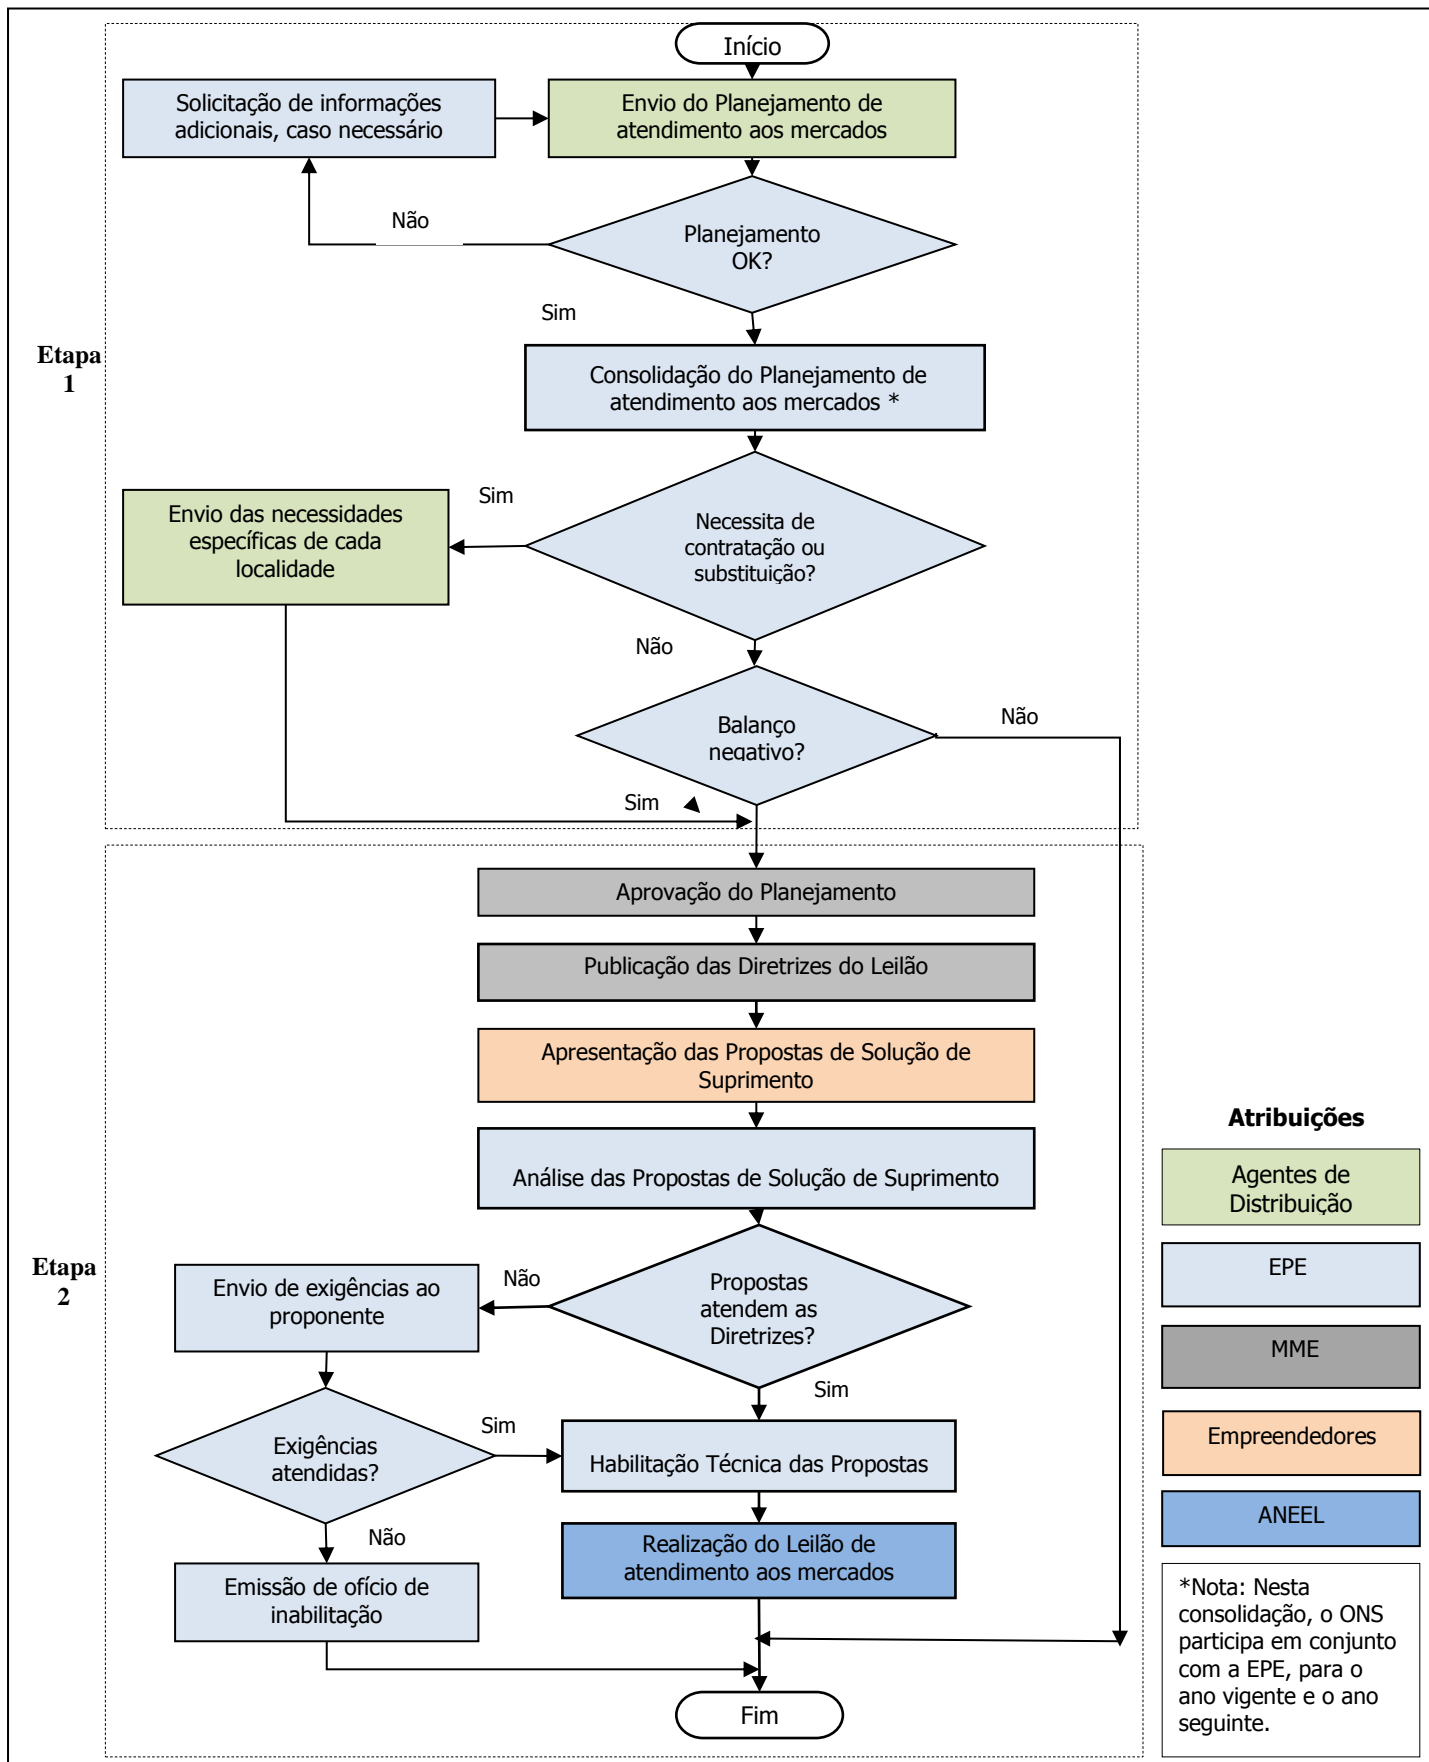 Início
Solicitação de informações
adicionais, caso necessário
Envio do Planejamento de
atendimento aos mercados
Não
Planejamento
OK?
Sim
Etapa
1
Consolidação do Planejamento de
atendimento aos mercados *
Sim
Envio das necessidades
específicas de cada
localidade
Necessita de
contratação ou
substituição?
Não
Balanço
negativo?
Não
Sim
Aprovação do Planejamento
Publicação das Diretrizes do Leilão
Apresentação das Propostas de Solução de
Suprimento
Análise das Propostas de Solução de Suprimento
Etapa
2
Envio de exigências ao
proponente
Não
Propostas
atendem as
Diretrizes?
Sim
Exigências
atendidas?
Sim
Habilitação Técnica das Propostas
Não
Realização do Leilão de
atendimento aos mercados
Emissão de ofício de
inabilitação
Fim
Atribuições
Agentes de
Distribuição
EPE
MME
Empreendedores
ANEEL
*Nota: Nesta
consolidação, o ONS
participa em conjunto
com a EPE, para o
ano vigente e o ano
seguinte.